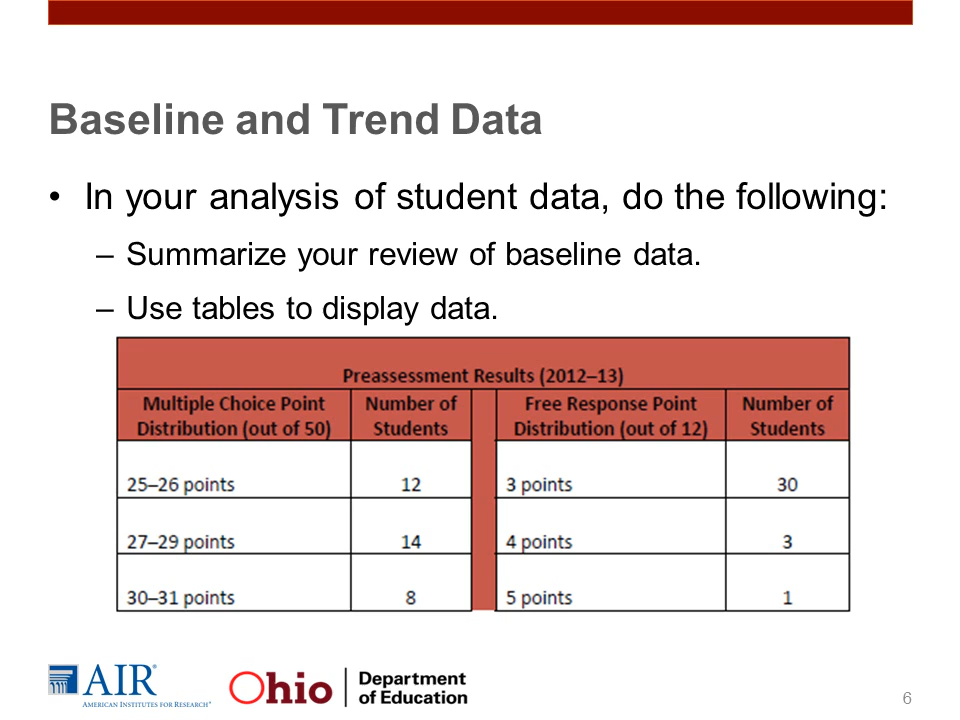 Baseline and Trend Data
• In your analysis of student data, do the following:
– Summarize your review of baseline data.
– Use tables to display data.
Preassessment Results (2012–13)
Multiple Choice Point Distribution (out of 50) Number of Students Free Response Point Distribution (out of 12) Number of Students
25–26 points 12 3 points 30
27–29 points 14 4 points 3
30–31 points 8 5 points 1
AIR®
AMERICAN INSTITUTES FOR RESEARCH®
Ohio
Department
of Education
6